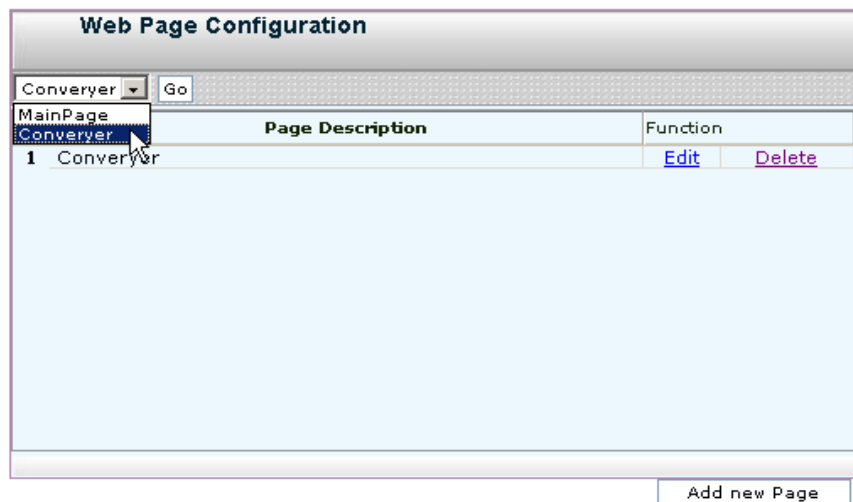 Web Page Configuration
Converyer Go
MainPage
Converyer
Page Description Function
1 Converyer Edit Delete
Add new Page